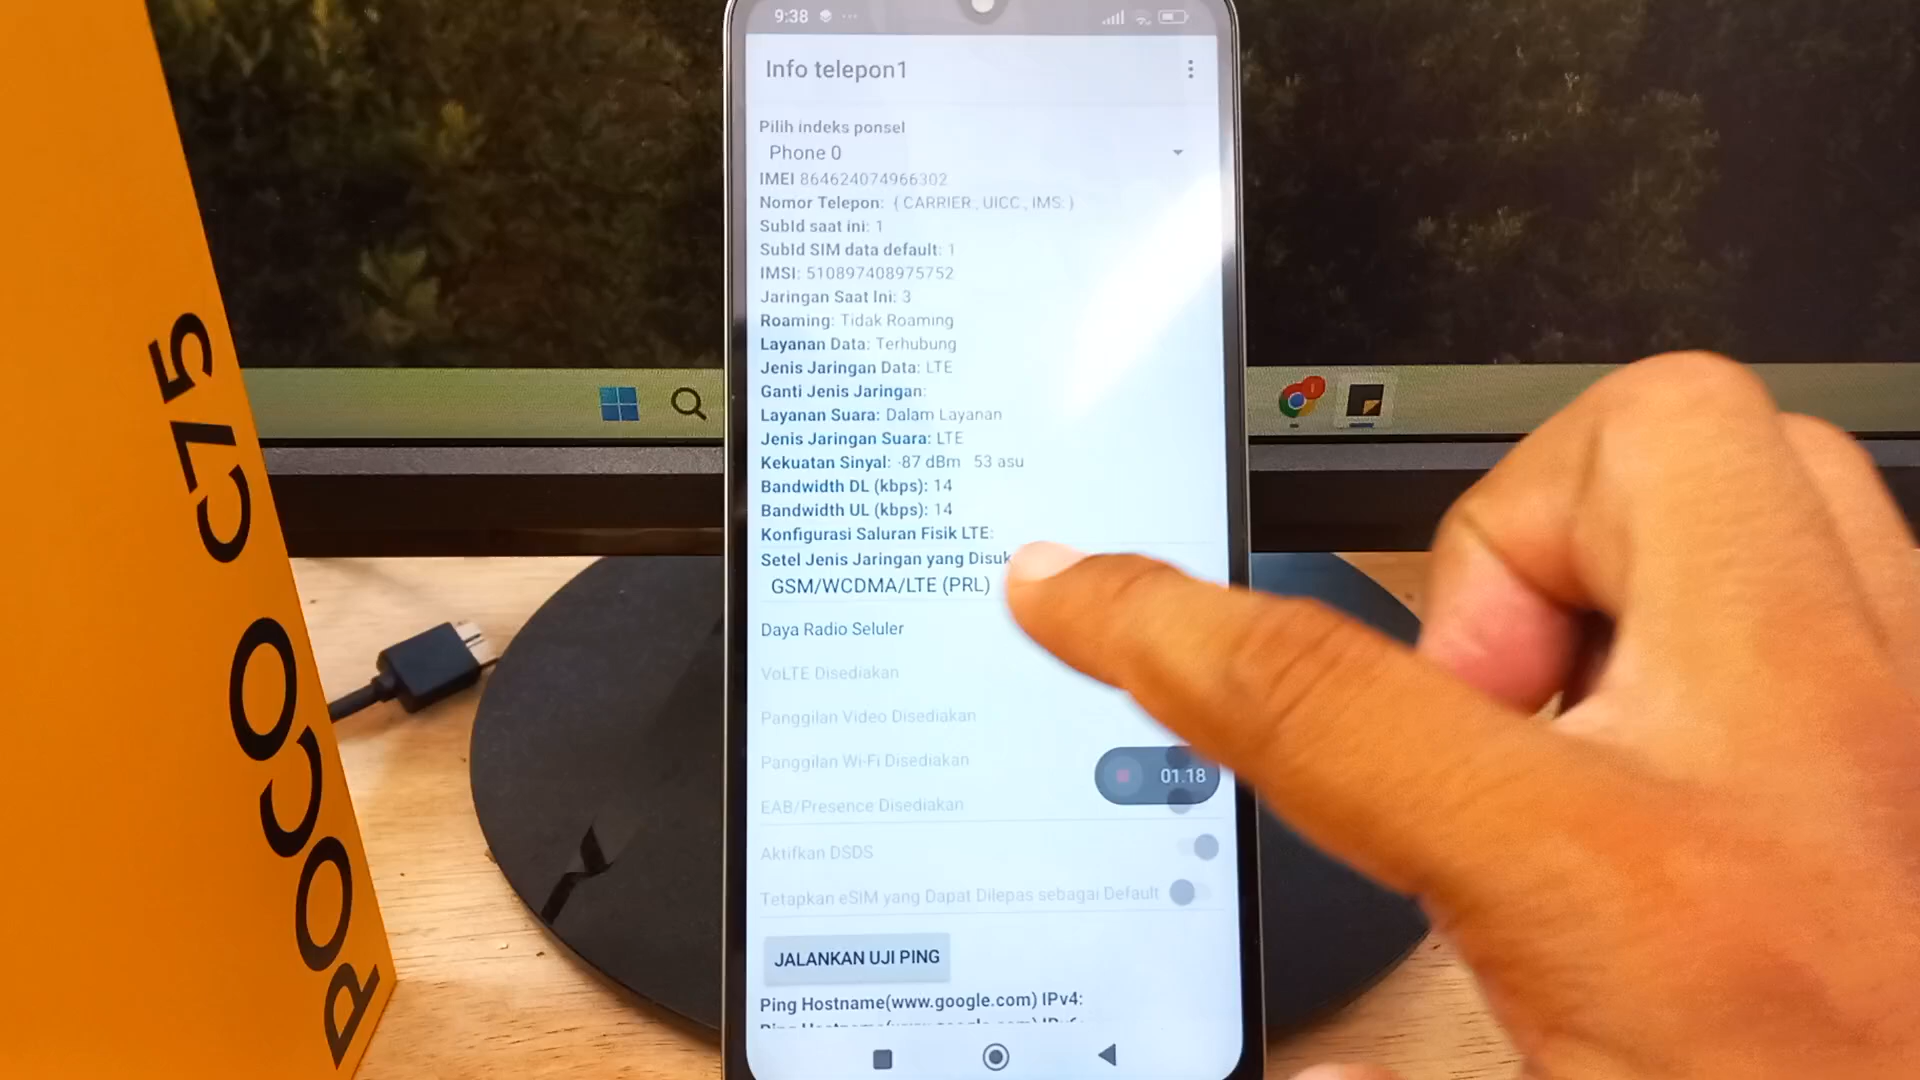 POCO C75
9:38
Info telepon1
Pilih indeks ponsel
Phone 0
IMEI 864624074966302
Nomor Telepon: ( CARRIER:, UICC:, IMS: )
SubId saat ini: 1
SubId SIM data default: 1
IMSI: 510897408975752
Jaringan Saat Ini: 3
Roaming: Tidak Roaming
Layanan Data: Terhubung
Jenis Jaringan Data: LTE
Ganti Jenis Jaringan:
Layanan Suara: Dalam Layanan
Jenis Jaringan Suara: LTE
Kekuatan Sinyal: -87 dBm 53 asu
Bandwidth DL (kbps): 14
Bandwidth UL (kbps): 14
Konfigurasi Saluran Fisik LTE:
Setel Jenis Jaringan yang Disuk
GSM/WCDMA/LTE (PRL)
Daya Radio Seluler
VoLTE Disediakan
Panggilan Video Disediakan
Panggilan Wi-Fi Disediakan
01.18
EAB/Presence Disediakan
Aktifkan DSDS
Tetapkan eSIM yang Dapat Dilepas sebagai Default
JALANKAN UJI PING
Ping Hostname(www.google.com) IPv4: